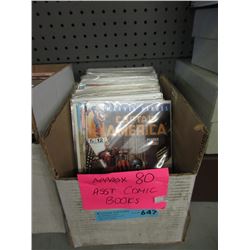 CAPTAIN
AMERICA
APPROX 80
ASST COMIC
BOOKS
647